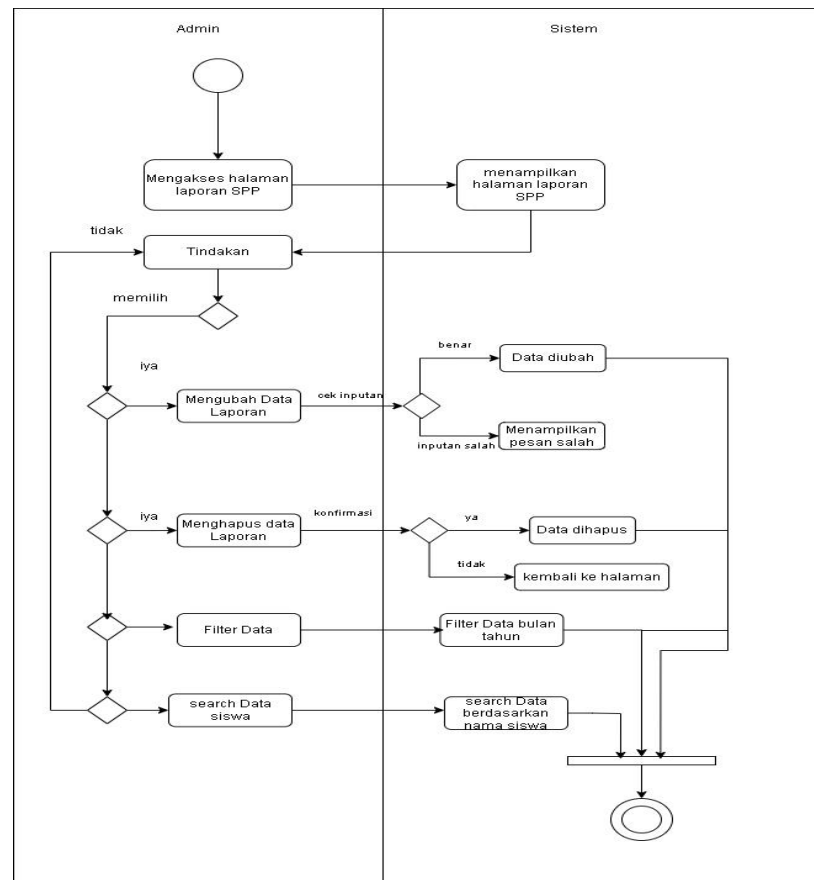 Admin
Sistem
Mengakses halaman
laporan SPP
menampilkan
halaman laporan
SPP
tidak
Tindakan
memilih
iya
Mengubah Data
Laporan
cek inputan
benar
Data diubah
inputan salah
Menampilkan
pesan salah
iya
Menghapus data
Laporan
konfirmasi
ya
Data dihapus
tidak
kembali ke halaman
Filter Data
Filter Data bulan
tahun
search Data
siswa
search Data
berdasarkan
nama siswa